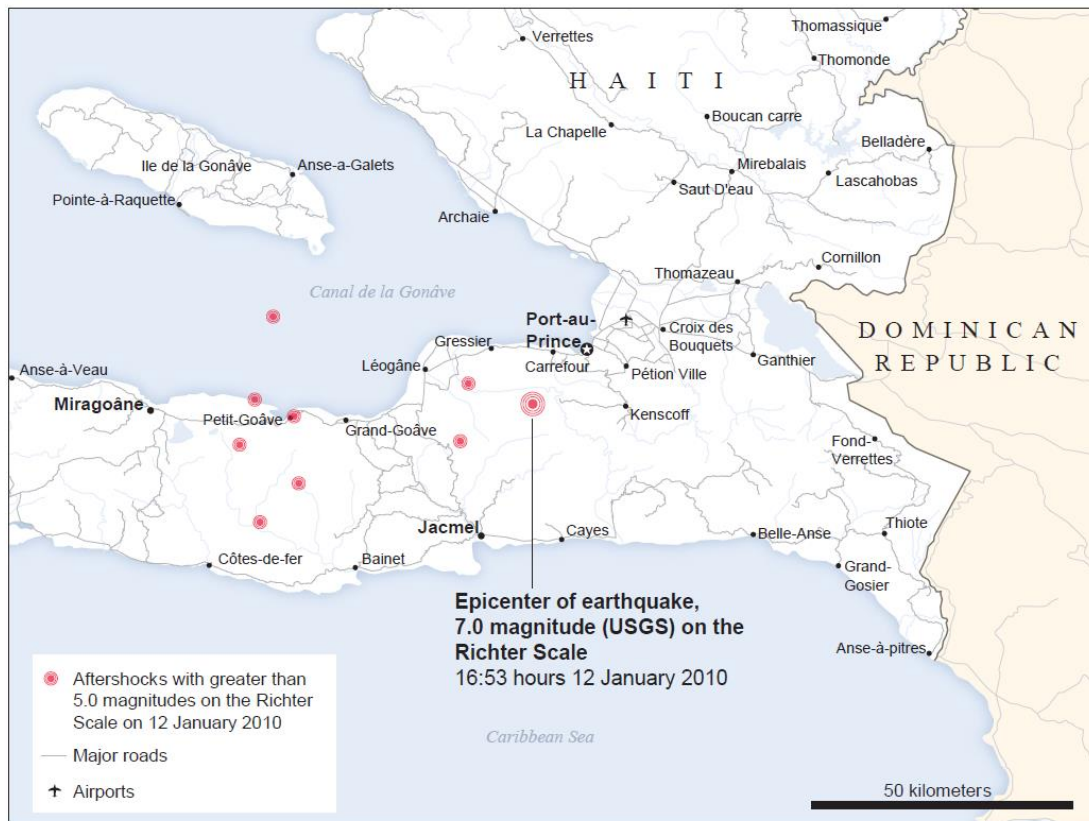 Thomassique
Verrettes
Thomonde
H A I T I
Boucan carre
La Chapelle
Belladère
Mirebalais
Ile de la Gonâve
Anse-a-Galets
Lascahobas
Saut D'eau
Pointe-à-Raquette
Archaie
Cornillon
Thomazeau
Canal de la Gonâve
Port-au-
Prince
Croix des
Bouquets
DOMINICAN
REPUBLIC
Gressier
Carrefour
Ganthier
Anse-à-Veau
Léogâne
Pétion Ville
Miragoâne
Petit-Goâve
Grand-Goâve
Kenscoff
Fond-
Verrettes
Jacmel
Cayes
Belle-Anse
Thiote
Côtes-de-fer
Bainet
Grand-
Gosier
Epicenter of earthquake,
7.0 magnitude (USGS) on the
Richter Scale
16:53 hours 12 January 2010
Anse-à-pitres
Aftershocks with greater than
5.0 magnitudes on the Richter
Scale on 12 January 2010
Major roads
Airports
Caribbean Sea
50 kilometers